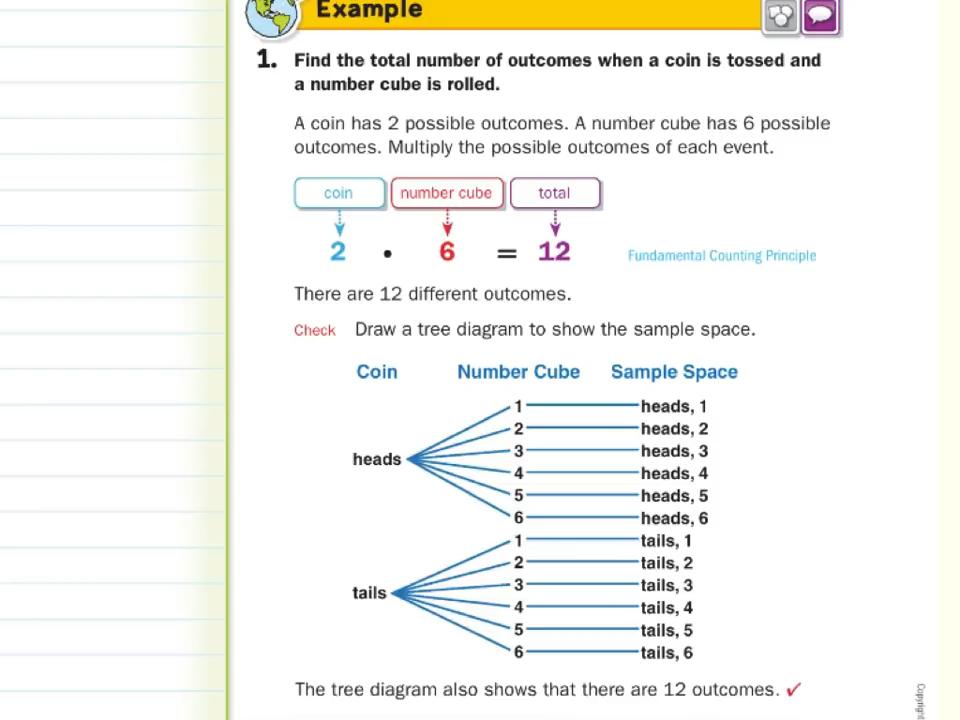 Example
1. Find the total number of outcomes when a coin is tossed and
a number cube is rolled.
A coin has 2 possible outcomes. A number cube has 6 possible
outcomes. Multiply the possible outcomes of each event.
coin number cube total
2 • 6 = 12 Fundamental Counting Principle
There are 12 different outcomes.
Check Draw a tree diagram to show the sample space.
Coin Number Cube Sample Space
1 heads, 1
2 heads, 2
3 heads, 3
heads
4 heads, 4
5 heads, 5
6 heads, 6
1 tails, 1
2 tails, 2
3 tails, 3
tails
4 tails, 4
5 tails, 5
6 tails, 6
The tree diagram also shows that there are 12 outcomes. ✓
Copyright